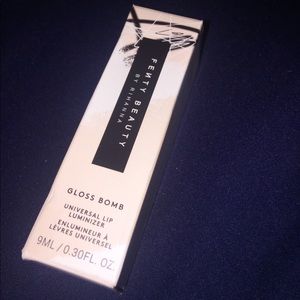 FENTY BEAUTY
BY RIHANNA
GLOSS BOMB
UNIVERSAL LIP
LUMINIZER
ENLUMINEUR À
LÈVRES UNIVERSEL
9ML / 0.30FL. OZ.